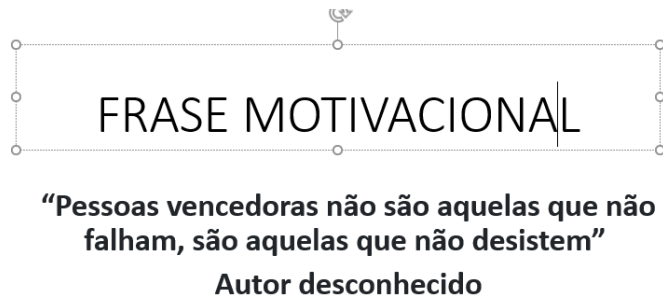 FRASE MOTIVACIONAL
“Pessoas vencedoras não são aquelas que não
falham, são aquelas que não desistem”
Autor desconhecido